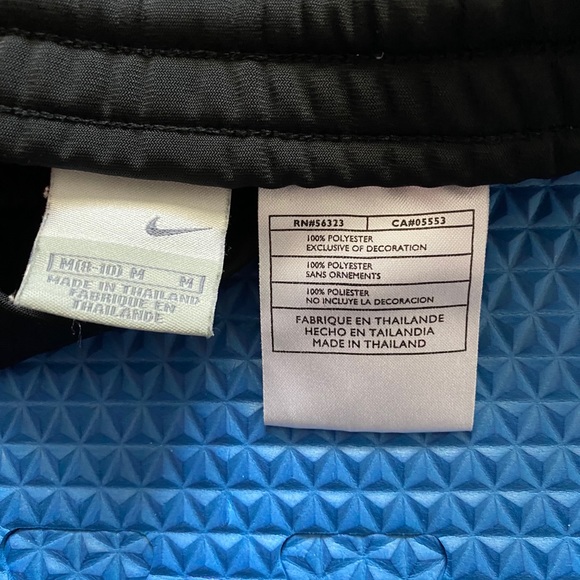 M(8-10) M M
MADE IN THAILAND
FABRIQUE EN
THAILANDE
RN#56323 CA#05553
100% POLYESTER
EXCLUSIVE OF DECORATION
100% POLYESTER
SANS ORNEMENTS
100% POLIESTER
NO INCLUYE LA DECORACION
FABRIQUE EN THAILANDE
HECHO EN TAILANDIA
MADE IN THAILAND